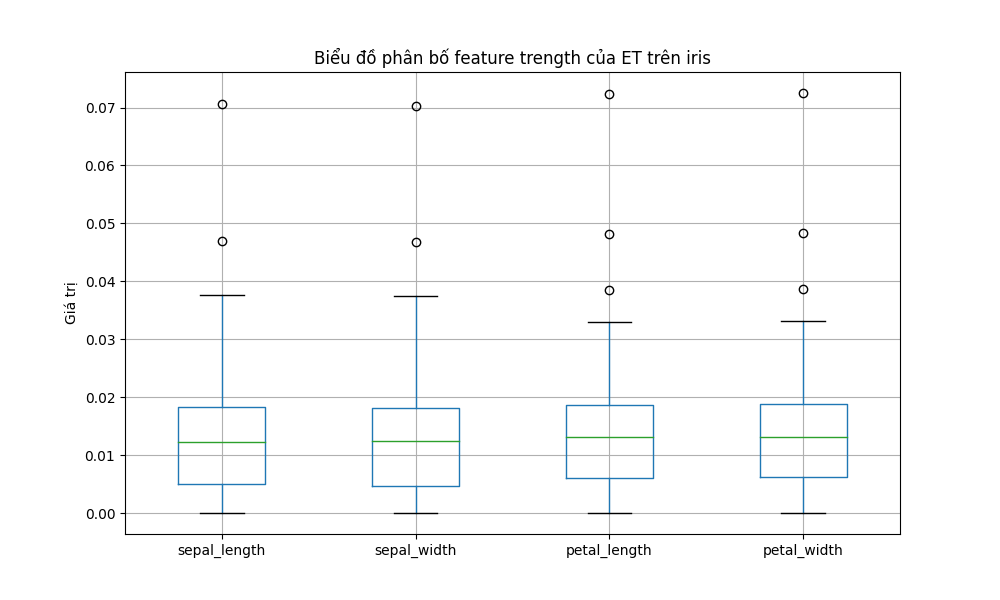 Biểu đồ phân bố feature trength của ET trên iris
Giá trị
0.07
0.06
0.05
0.04
0.03
0.02
0.01
0.00
sepal_length
sepal_width
petal_length
petal_width